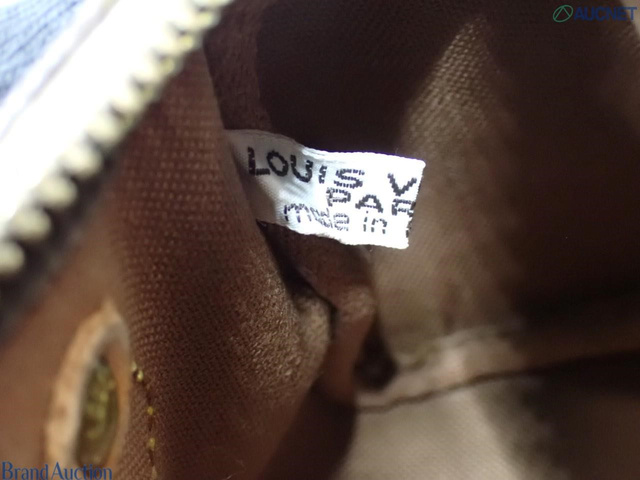 AUCNET
LOUIS V
PAR
made in
Brand Auction